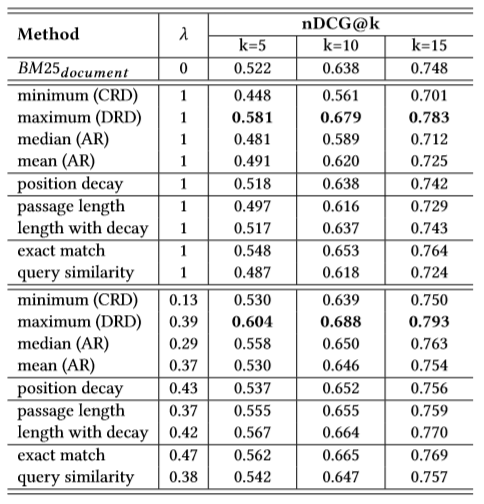 Method λ nDCG@k
k=5 k=10 k=15
BM25document 0 0.522 0.638 0.748
minimum (CRD) 1 0.448 0.561 0.701
maximum (DRD) 1 0.581 0.679 0.783
median (AR) 1 0.481 0.589 0.712
mean (AR) 1 0.491 0.620 0.725
position decay 1 0.518 0.638 0.742
passage length 1 0.497 0.616 0.729
length with decay 1 0.517 0.637 0.743
exact match 1 0.548 0.653 0.764
query similarity 1 0.487 0.618 0.724
minimum (CRD) 0.13 0.530 0.639 0.750
maximum (DRD) 0.39 0.604 0.688 0.793
median (AR) 0.29 0.558 0.650 0.763
mean (AR) 0.37 0.530 0.646 0.754
position decay 0.43 0.537 0.652 0.756
passage length 0.37 0.555 0.655 0.759
length with decay 0.42 0.567 0.664 0.770
exact match 0.47 0.562 0.665 0.769
query similarity 0.38 0.542 0.647 0.757